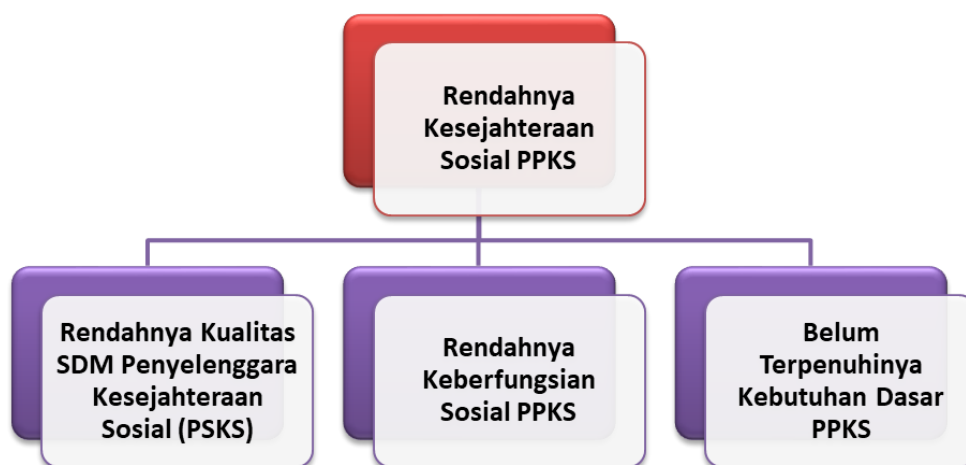 Rendahnya
Kesejahteraan
Sosial PPKS
Rendahnya Kualitas
SDM Penyelenggara
Kesejahteraan
Sosial (PSKS)
Rendahnya
Keberfungsian
Sosial PPKS
Belum
Terpenuhinya
Kebutuhan Dasar
PPKS